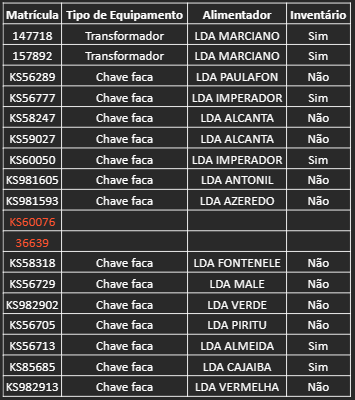 Matrícula Tipo de Equipamento Alimentador Inventário
147718 Transformador LDA MARCIANO Sim
157892 Transformador LDA MARCIANO Sim
KS56289 Chave faca LDA PAULAFON Não
KS56777 Chave faca LDA IMPERADOR Sim
KS58247 Chave faca LDA ALCANTA Não
KS59027 Chave faca LDA ALCANTA Não
KS60050 Chave faca LDA IMPERADOR Sim
KS981605 Chave faca LDA ANTONIL Não
KS981593 Chave faca LDA AZEREDO Não
KS60076
36639
KS58318 Chave faca LDA FONTENELE Não
KS56729 Chave faca LDA MALE Não
KS982902 Chave faca LDA VERDE Não
KS56705 Chave faca LDA PIRITU Não
KS56713 Chave faca LDA ALMEIDA Sim
KS85685 Chave faca LDA CAJAIBA Sim
KS982913 Chave faca LDA VERMELHA Não